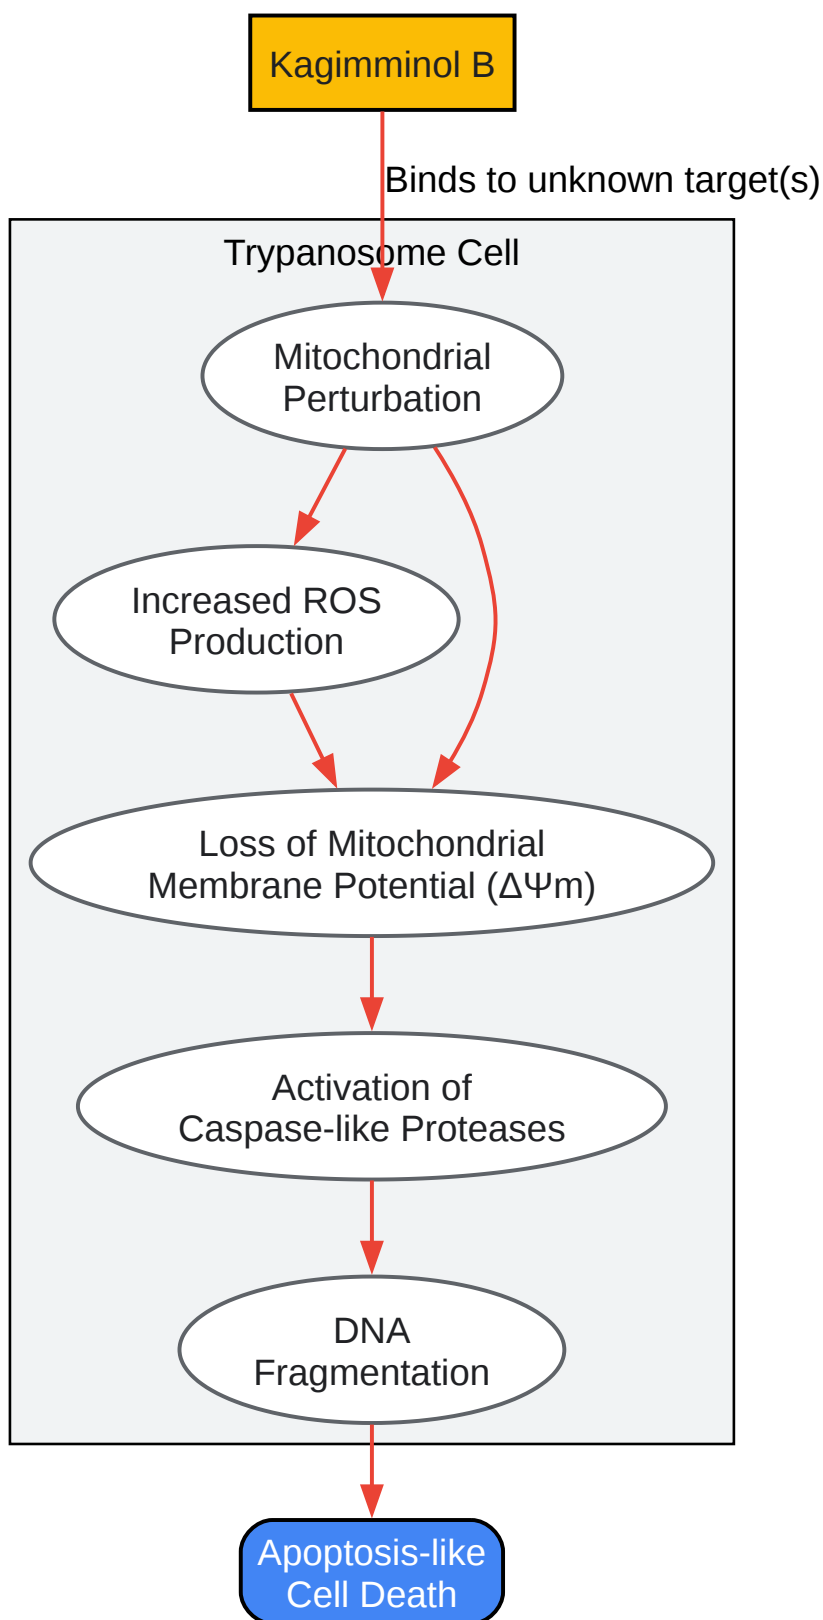 Kagimminol B
Binds to unknown target(s)
Trypanosome Cell
Mitochondrial
Perturbation
Increased ROS
Production
Loss of Mitochondrial
Membrane Potential (ΔΨm)
Activation of
Caspase-like Proteases
DNA
Fragmentation
Apoptosis-like
Cell Death